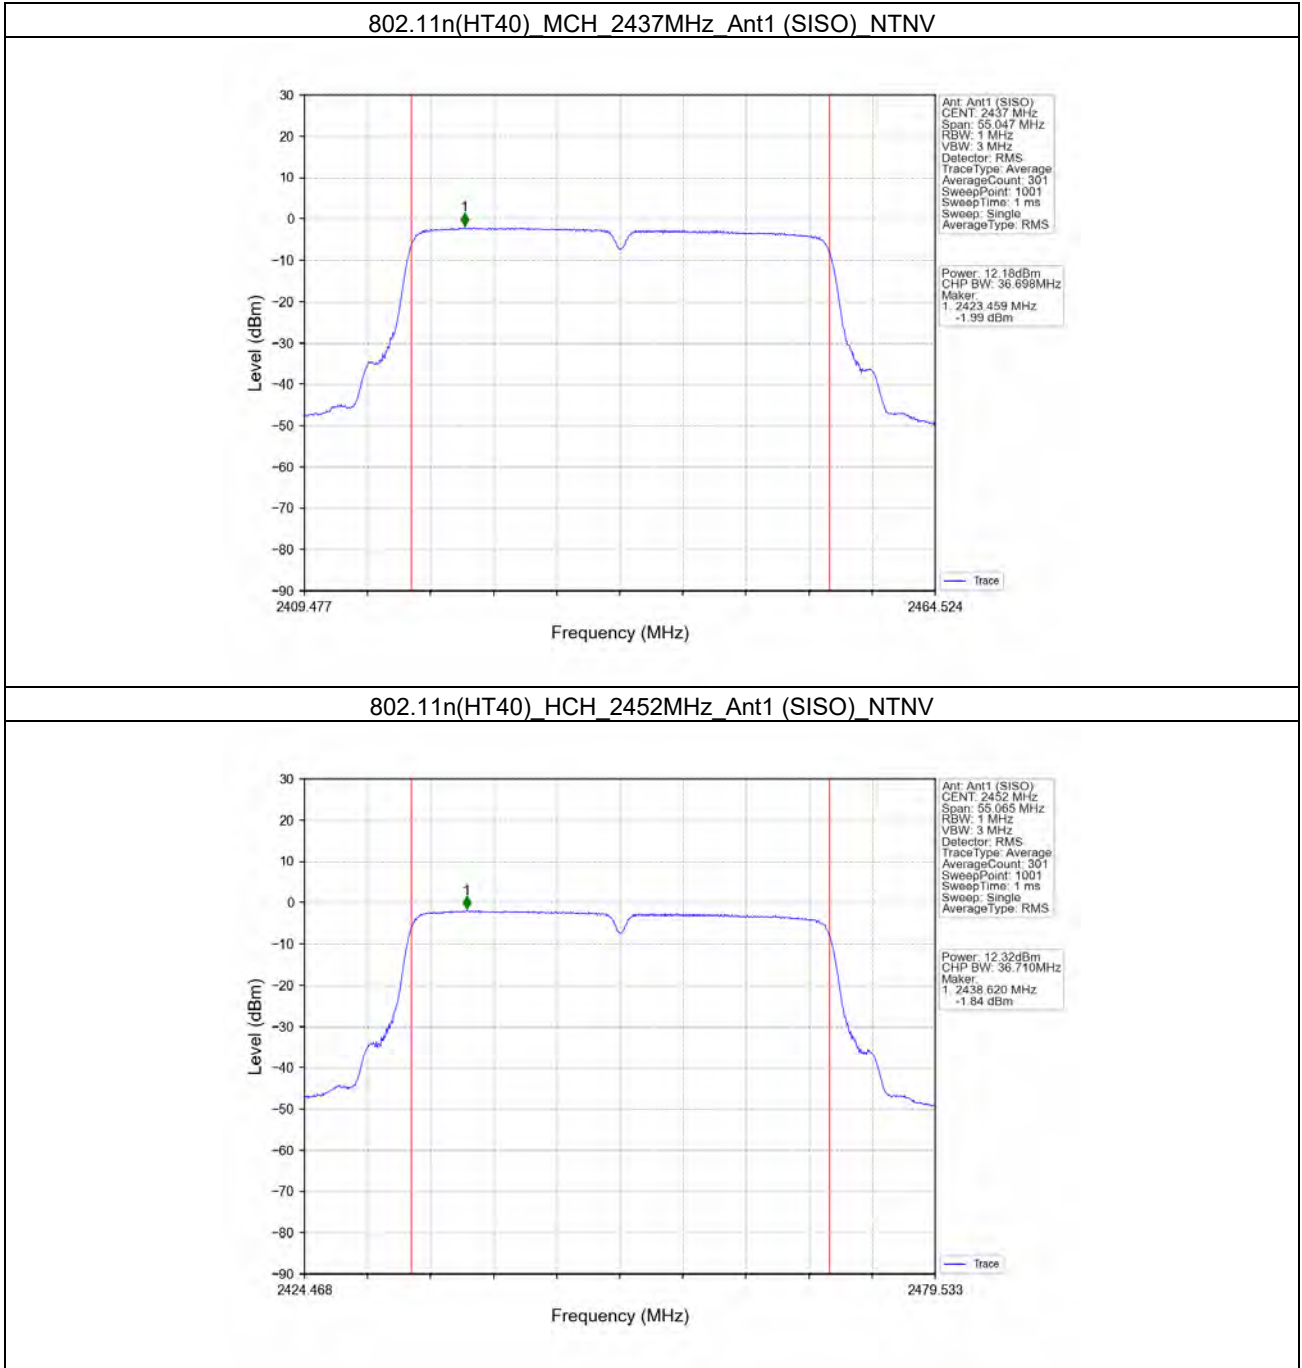 802.11n(HT40)_MCH_2437MHz_Ant1 (SISO)_NTNV
30
20
10
0
−10
−20
−30
−40
−50
−60
−70
−80
−90
Level (dBm)
1
2409.477
2464.524
Frequency (MHz)
Ant: Ant1 (SISO)
CENT: 2437 MHz
Span: 55.047 MHz
RBW: 1 MHz
VBW: 3 MHz
Detector: RMS
TraceType: Average
AverageCount: 301
SweepPoint: 1001
SweepTime: 1 ms
Sweep: Single
AverageType: RMS
Power: 12.18dBm
CHP BW: 36.698MHz
Maker:
1. 2423.459 MHz
-1.99 dBm
Trace
802.11n(HT40)_HCH_2452MHz_Ant1 (SISO)_NTNV
30
20
10
0
−10
−20
−30
−40
−50
−60
−70
−80
−90
Level (dBm)
1
2424.468
2479.533
Frequency (MHz)
Ant: Ant1 (SISO)
CENT: 2452 MHz
Span: 55.065 MHz
RBW: 1 MHz
VBW: 3 MHz
Detector: RMS
TraceType: Average
AverageCount: 301
SweepPoint: 1001
SweepTime: 1 ms
Sweep: Single
AverageType: RMS
Power: 12.32dBm
CHP BW: 36.710MHz
Maker:
1. 2438.620 MHz
-1.84 dBm
Trace